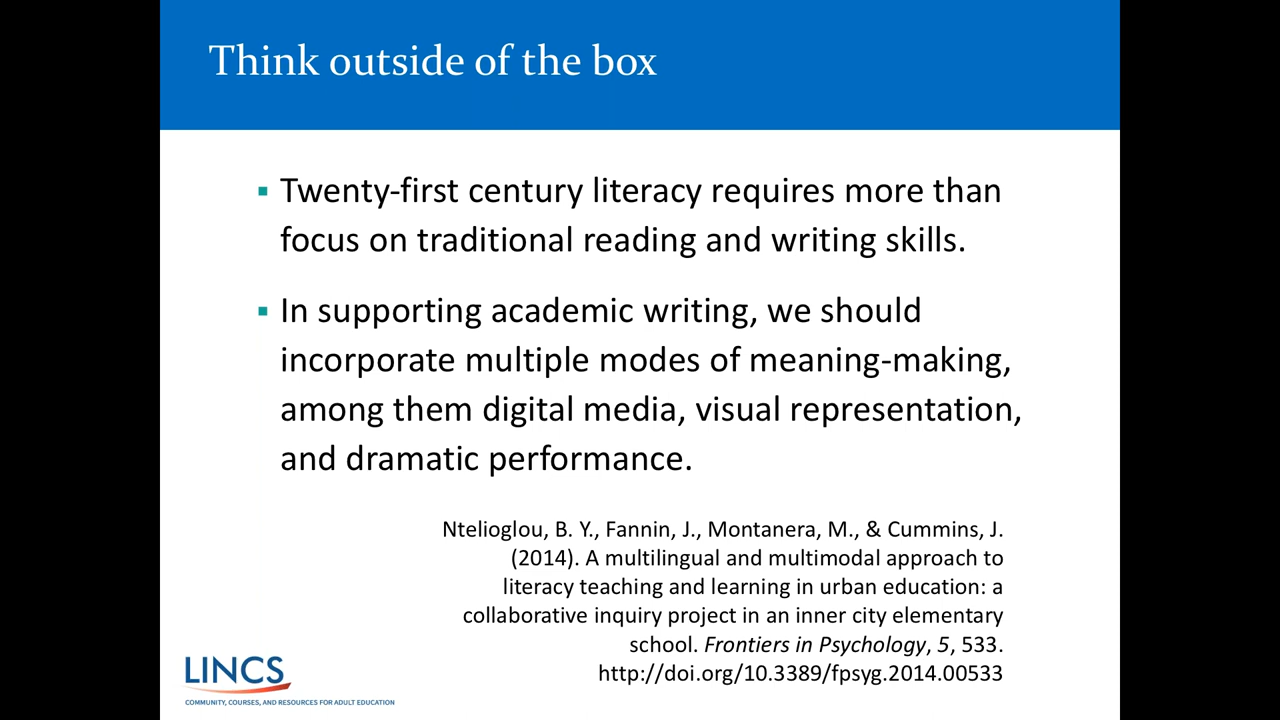 Think outside of the box
▪ Twenty-first century literacy requires more than
focus on traditional reading and writing skills.
▪ In supporting academic writing, we should
incorporate multiple modes of meaning-making,
among them digital media, visual representation,
and dramatic performance.
Ntelioglou, B. Y., Fannin, J., Montanera, M., & Cummins, J.
(2014). A multilingual and multimodal approach to
literacy teaching and learning in urban education: a
collaborative inquiry project in an inner city elementary
school. Frontiers in Psychology, 5, 533.
http://doi.org/10.3389/fpsyg.2014.00533
LINCS
COMMUNITY, COURSES, AND RESOURCES FOR ADULT EDUCATION